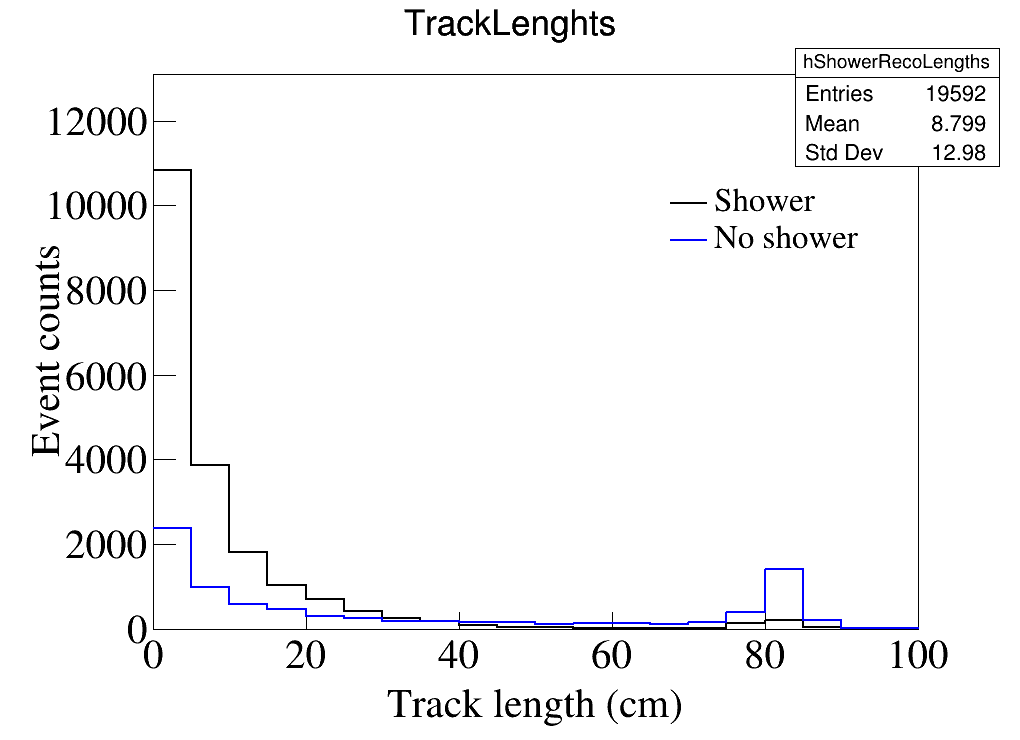 TrackLenghts
hShowerRecoLengths
Entries 19592
Mean 8.799
Std Dev 12.98
Shower
No shower
Event counts
12000
10000
8000
6000
4000
2000
0
0 20 40 60 80 100
Track length (cm)